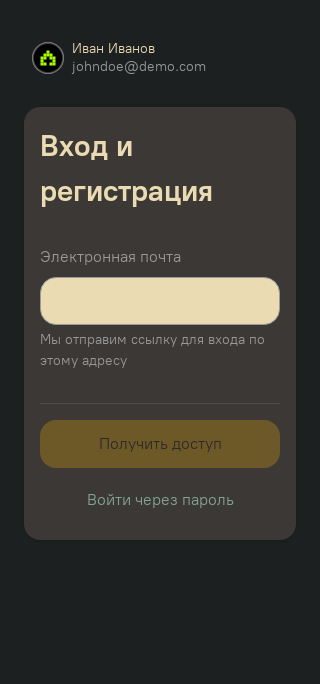 Иван Иванов
johndoe@demo.com
Вход и
регистрация
Электронная почта
Мы отправим ссылку для входа по
этому адресу
Получить доступ
Войти через пароль